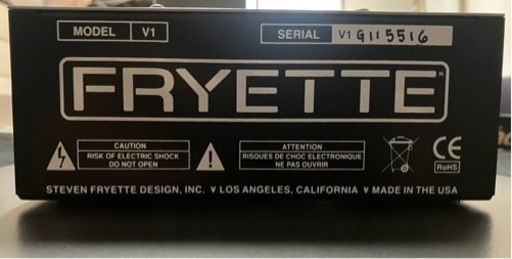 MODEL V1 SERIAL V1 9115516
FRYETTE
CAUTION
RISK OF ELECTRIC SHOCK
DO NOT OPEN
ATTENTION
RISQUES DE CHOC ELECTRONIQUE
NE PAS OUVRIR
CE
RoHS
STEVEN FRYETTE DESIGN, INC. ¥ LOS ANGELES, CALIFORNIA ¥ MADE IN THE USA